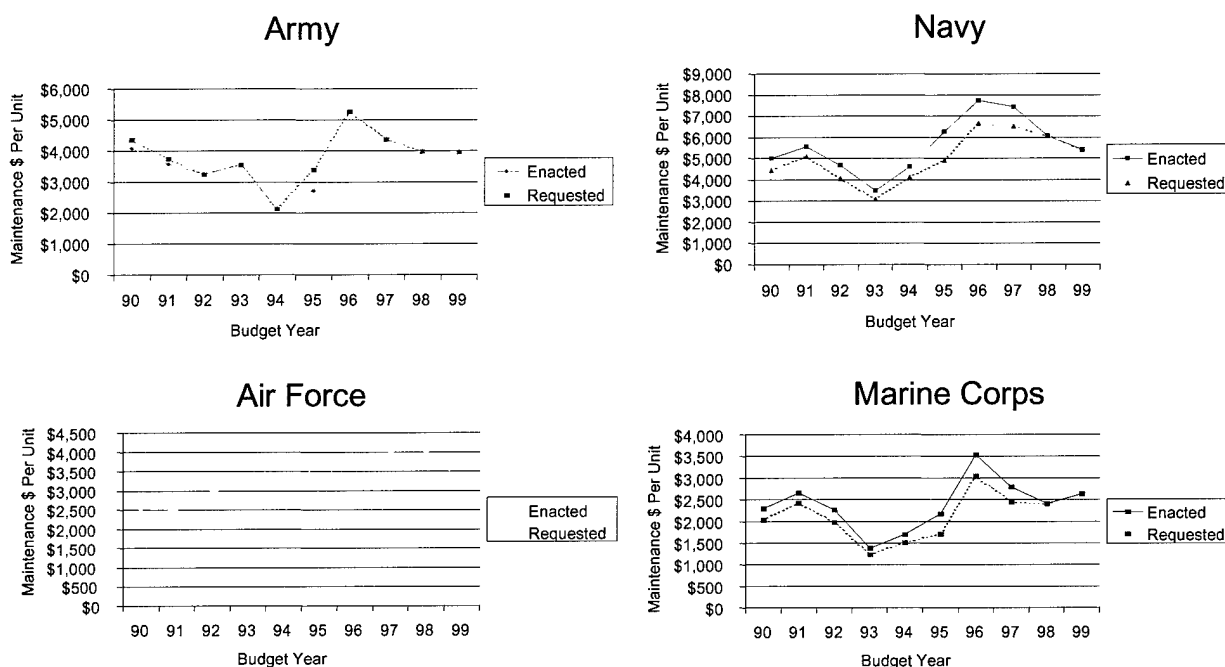 Army
Maintenance $ Per Unit
$6,000
$5,000
$4,000
$3,000
$2,000
$1,000
$0
90 91 92 93 94 95 96 97 98 99
Budget Year
Enacted
Requested
Navy
Maintenance $ Per Unit
$9,000
$8,000
$7,000
$6,000
$5,000
$4,000
$3,000
$2,000
$1,000
$0
90 91 92 93 94 95 96 97 98 99
Budget Year
Enacted
Requested
Air Force
Maintenance $ Per Unit
$4,500
$4,000
$3,500
$3,000
$2,500
$2,000
$1,500
$1,000
$500
$0
90 91 92 93 94 95 96 97 98 99
Budget Year
Enacted
Requested
Marine Corps
Maintenance $ Per Unit
$4,000
$3,500
$3,000
$2,500
$2,000
$1,500
$1,000
$500
$0
90 91 92 93 94 95 96 97 98 99
Budget Year
Enacted
Requested